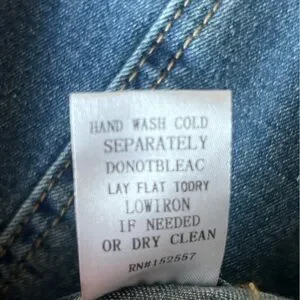 HAND WASH COLD
SEPARATELY
DONOTBLEAC
LAY FLAT TODRY
LOWIRON
IF NEEDED
OR DRY CLEAN
RN#152557